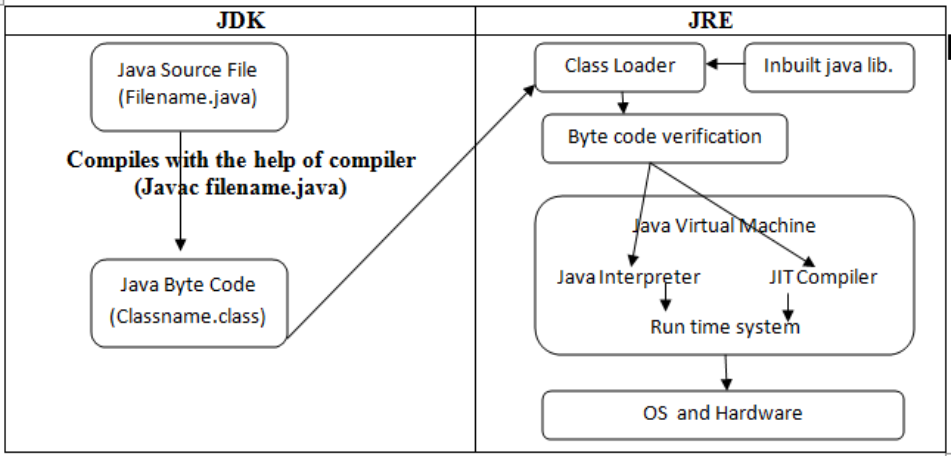 JDK
JRE
Java Source File
(Filename.java)
Compiles with the help of compiler
(Javac filename.java)
Java Byte Code
(Classname.class)
Class Loader
Inbuilt java lib.
Byte code verification
Java Virtual Machine
Java Interpreter
JIT Compiler
Run time system
OS and Hardware